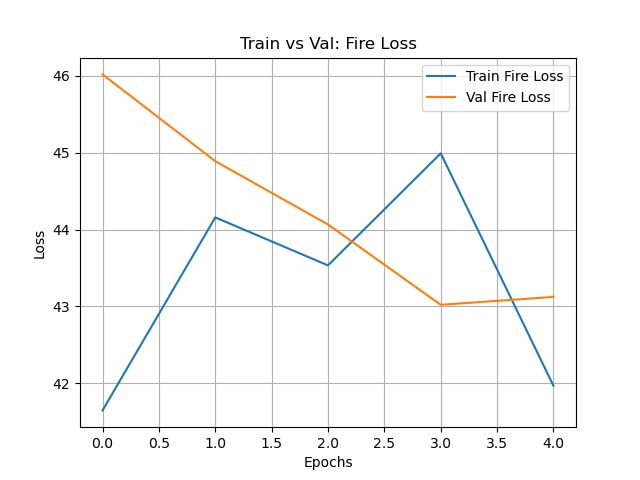 Train vs Val: Fire Loss
Train Fire Loss
Val Fire Loss
46
45
44
43
42
Loss
0.0 0.5 1.0 1.5 2.0 2.5 3.0 3.5 4.0
Epochs